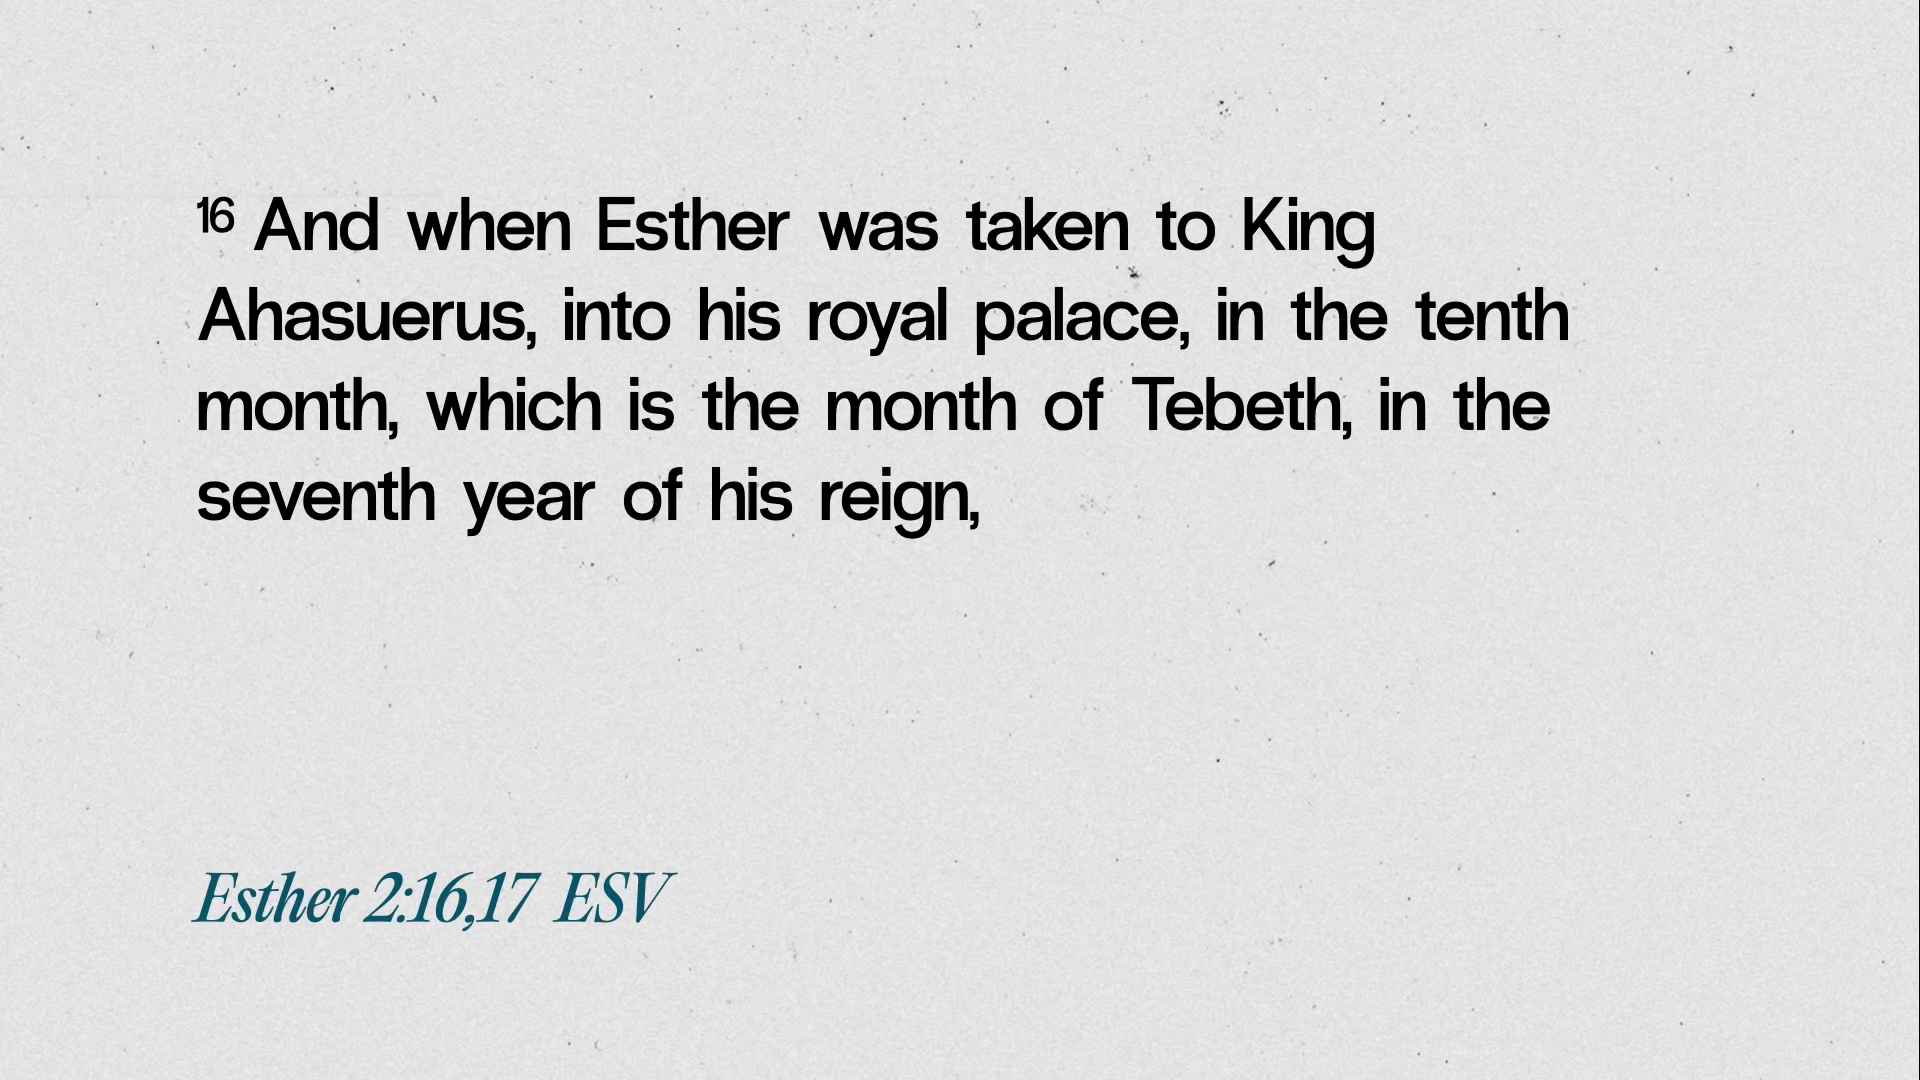 16 And when Esther was taken to King
Ahasuerus, into his royal palace, in the tenth
month, which is the month of Tebeth, in the
seventh year of his reign,
Esther 2:16,17 ESV